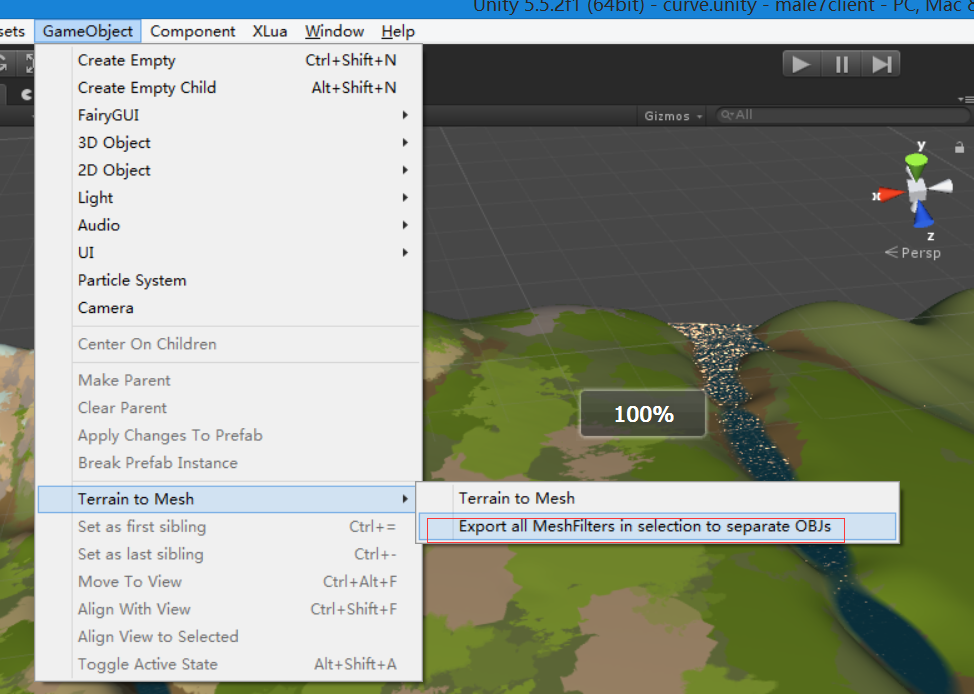 Unity 5.5.2f1 (64bit) - curve.unity - male7client - PC, Mac &
sets GameObject Component XLua Window Help
Create Empty Ctrl+Shift+N
Create Empty Child Alt+Shift+N
FairyGUI
3D Object
2D Object
Light
Audio
UI
Particle System
Camera
Center On Children
Make Parent
Clear Parent
Apply Changes To Prefab
Break Prefab Instance
Terrain to Mesh
Set as first sibling Ctrl+=
Set as last sibling Ctrl+-
Move To View Ctrl+Alt+F
Align With View Ctrl+Shift+F
Align View to Selected
Toggle Active State Alt+Shift+A
Terrain to Mesh
Export all MeshFilters in selection to separate OBJs
Gizmos All
y
x
z
Persp
100%